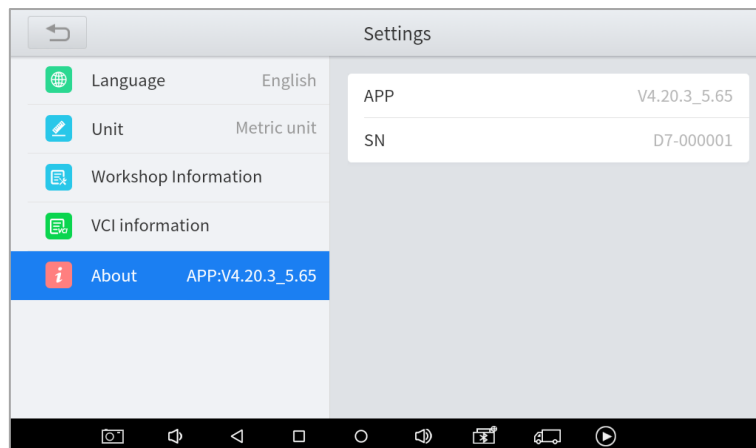 Settings
Language English
Unit Metric unit
Workshop Information
VCI information
About APP:V4.20.3_5.65
APP V4.20.3_5.65
SN D7-000001